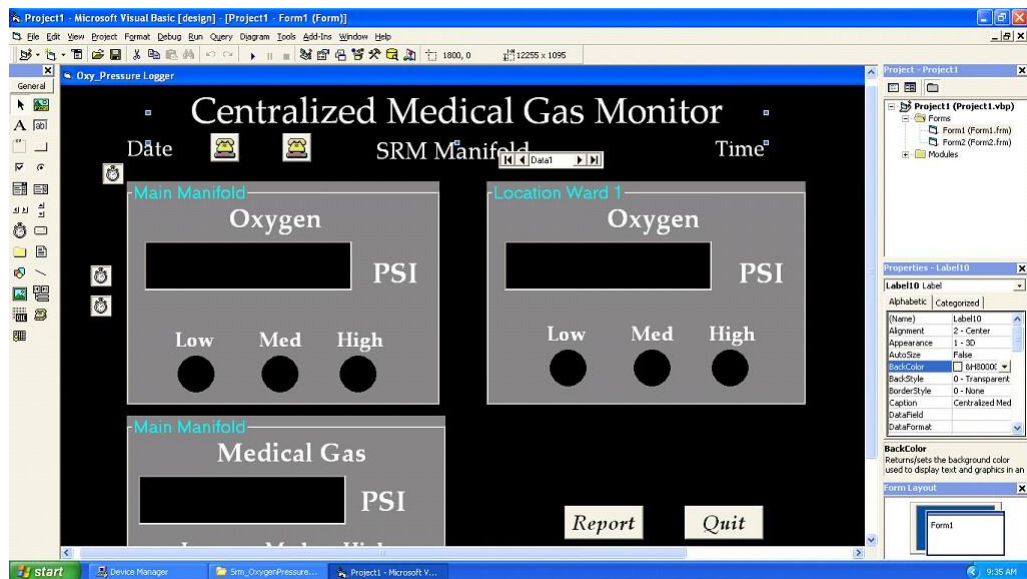 Project1 - Microsoft Visual Basic [design] - [Project1 - Form1 (Form)]
File Edit View Project Format Debug Run Query Diagram Tools Add-Ins Window Help
1800, 0 12255 x 1095
General
Oxy_Pressure Logger
Centralized Medical Gas Monitor
Date SRM Manifold Time
Data1
Main Manifold
Oxygen
PSI
Low Med High
Location Ward 1
Oxygen
PSI
Low Med High
Main Manifold
Medical Gas
PSI
Report Quit
Project - Project1
Project1 (Project1.vbp)
Forms
Form1 (Form1.frm)
Form2 (Form2.frm)
Modules
Properties - Label10
Label10 Label
Alphabetic Categorized
(Name) Label10
Alignment 2 - Center
Appearance 1 - 3D
AutoSize False
BackColor
BackStyle 0 - Transparent
BorderStyle 0 - None
Caption Centralized Med
DataField
DataFormat
BackColor
Returns/sets the background color
used to display text and graphics in an
Form Layout
Form1
start Device Manager Srm_OxygenPressure... Project1 - Microsoft V... 9:35 AM